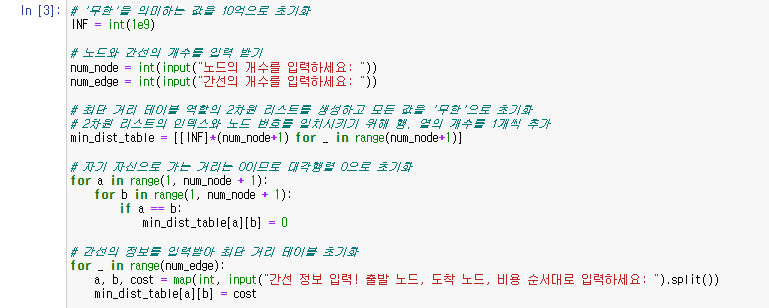 In [3]: # '무한'을 의미하는 값을 10억으로 초기화
INF = int(1e9)
# 노드와 간선의 개수를 입력 받기
num_node = int(input("노드의 개수를 입력하세요: "))
num_edge = int(input("간선의 개수를 입력하세요: "))
# 최단 거리 테이블 역할의 2차원 리스트를 생성하고 모든 값을 '무한'으로 초기화
# 2차원 리스트의 인덱스와 노드 번호를 일치시키기 위해 행, 열의 개수를 1개씩 추가
min_dist_table = [[INF]*(num_node+1) for _ in range(num_node+1)]
# 자기 자신으로 가는 거리는 0이므로 대각행렬 0으로 초기화
for a in range(1, num_node + 1):
    for b in range(1, num_node + 1):
        if a == b:
            min_dist_table[a][b] = 0
# 간선의 정보를 입력받아 최단 거리 테이블 초기화
for _ in range(num_edge):
    a, b, cost = map(int, input("간선 정보 입력! 출발 노드, 도착 노드, 비용 순서대로 입력하세요: ").split())
    min_dist_table[a][b] = cost